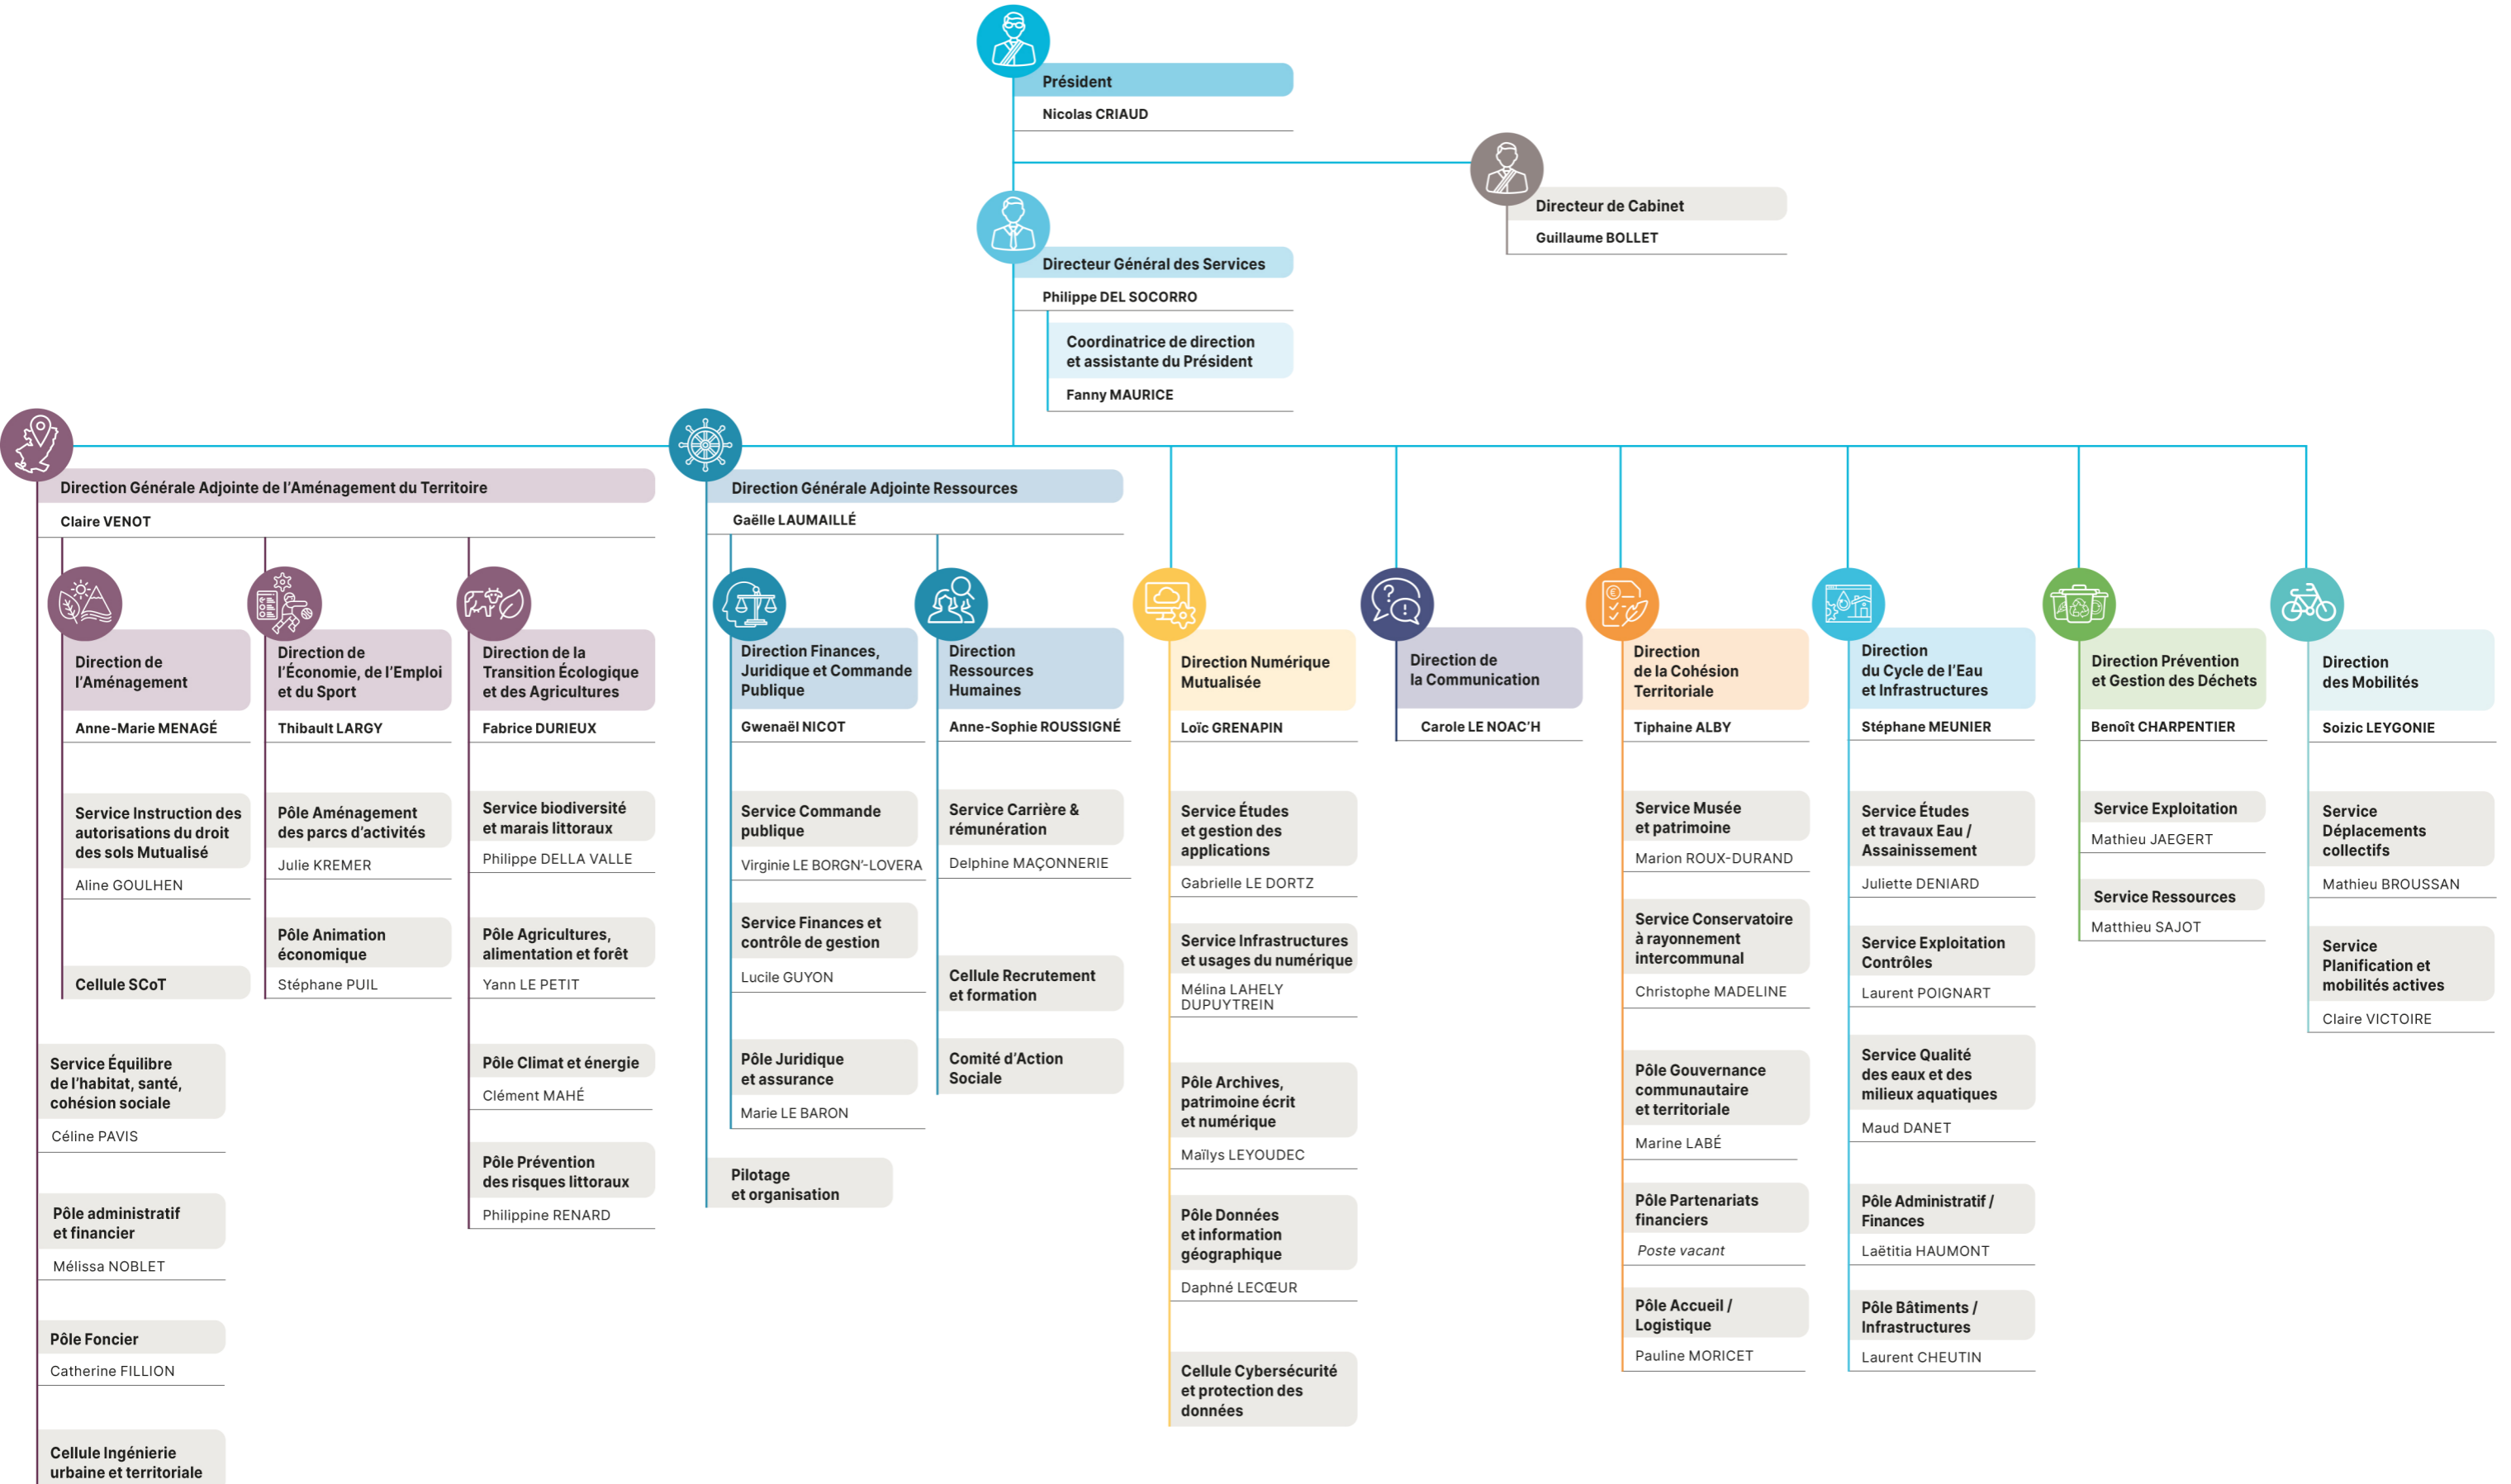 Président
Nicolas CRIAUD
Directeur de Cabinet
Guillaume BOLLET
Directeur Général des Services
Philippe DEL SOCORRO
Coordinatrice de direction
et assistante du Président
Fanny MAURICE
Direction Générale Adjointe de l'Aménagement du Territoire
Claire VENOT
Direction de
l'Aménagement
Anne-Marie MENAGÉ
Service Instruction des
autorisations du droit
des sols Mutualisé
Aline GOULHEN
Cellule SCoT
Direction de
l'Économie, de l'Emploi
et du Sport
Thibault LARGY
Pôle Aménagement
des parcs d'activités
Julie KREMER
Pôle Animation
économique
Stéphane PUIL
Direction de la
Transition Écologique
et des Agricultures
Fabrice DURIEUX
Service biodiversité
et marais littoraux
Philippe DELLA VALLE
Pôle Agricultures,
alimentation et forêt
Yann LE PETIT
Pôle Climat et énergie
Clément MAHÉ
Pôle Prévention
des risques littoraux
Philippine RENARD
Service Équilibre
de l'habitat, santé,
cohésion sociale
Céline PAVIS
Pôle administratif
et financier
Mélissa NOBLET
Pôle Foncier
Catherine FILLION
Cellule Ingénierie
urbaine et territoriale
Direction Générale Adjointe Ressources
Gaëlle LAUMAILLÉ
Direction Finances,
Juridique et Commande
Publique
Gwenaël NICOT
Service Commande
publique
Virginie LE BORGN'-LOVERA
Service Finances et
contrôle de gestion
Lucile GUYON
Pôle Juridique
et assurance
Marie LE BARON
Direction
Ressources
Humaines
Anne-Sophie ROUSSIGNÉ
Service Carrière &
rémunération
Delphine MAÇONNERIE
Cellule Recrutement
et formation
Comité d'Action
Sociale
Pilotage
et organisation
Direction Numérique
Mutualisée
Loïc GRENAPIN
Service Études
et gestion des
applications
Gabrielle LE DORTZ
Service Infrastructures
et usages du numérique
Mélina LAHELY
DUPUYTREIN
Pôle Archives,
patrimoine écrit
et numérique
Maïlys LEYOUDEC
Pôle Données
et information
géographique
Daphné LECŒUR
Cellule Cybersécurité
et protection des
données
Direction de
la Communication
Carole LE NOAC'H
Direction
de la Cohésion
Territoriale
Tiphaine ALBY
Service Musée
et patrimoine
Marion ROUX-DURAND
Service Conservatoire
à rayonnement
intercommunal
Christophe MADELINE
Pôle Gouvernance
communautaire
et territoriale
Marine LABÉ
Pôle Partenariats
financiers
Poste vacant
Pôle Accueil /
Logistique
Pauline MORICET
Direction
du Cycle de l'Eau
et Infrastructures
Stéphane MEUNIER
Service Études
et travaux Eau /
Assainissement
Juliette DENIARD
Service Exploitation
Contrôles
Laurent POIGNART
Service Qualité
des eaux et des
milieux aquatiques
Maud DANET
Pôle Administratif /
Finances
Laëtitia HAUMONT
Pôle Bâtiments /
Infrastructures
Laurent CHEUTIN
Direction Prévention
et Gestion des Déchets
Benoît CHARPENTIER
Service Exploitation
Mathieu JAEGERT
Service Ressources
Matthieu SAJOT
Direction
des Mobilités
Soizic LEYGONIE
Service
Déplacements
collectifs
Mathieu BROUSSAN
Service
Planification et
mobilités actives
Claire VICTOIRE